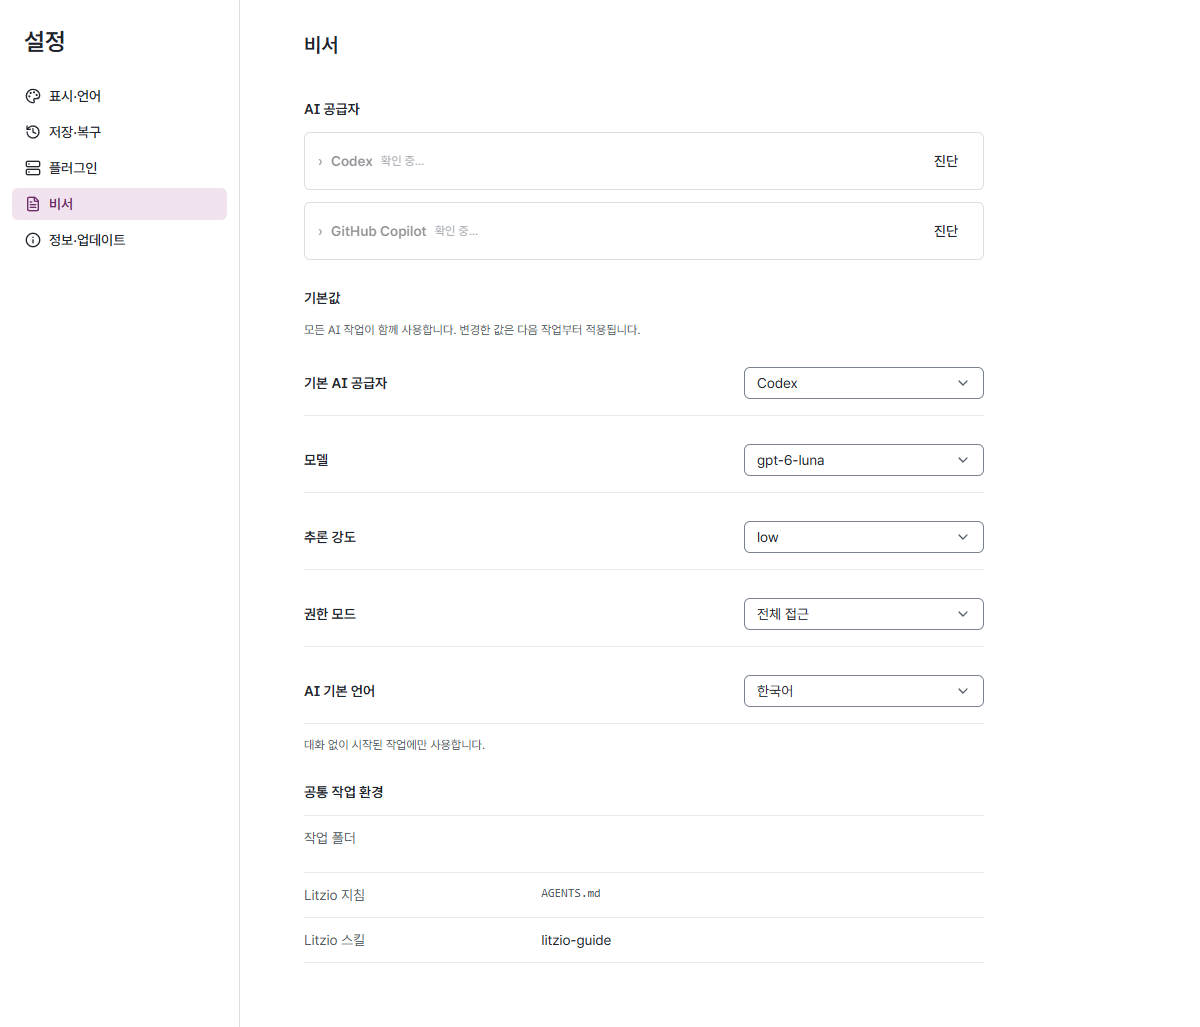 설정
표시·언어
저장·복구
플러그인
비서
정보·업데이트
비서
AI 공급자
› Codex 확인 중... 진단
› GitHub Copilot 확인 중... 진단
기본값
모든 AI 작업이 함께 사용합니다. 변경한 값은 다음 작업부터 적용됩니다.
기본 AI 공급자 Codex
모델 gpt-6-luna
추론 강도 low
권한 모드 전체 접근
AI 기본 언어 한국어
대화 없이 시작된 작업에만 사용합니다.
공통 작업 환경
작업 폴더
Litzio 지침 AGENTS.md
Litzio 스킬 litzio-guide